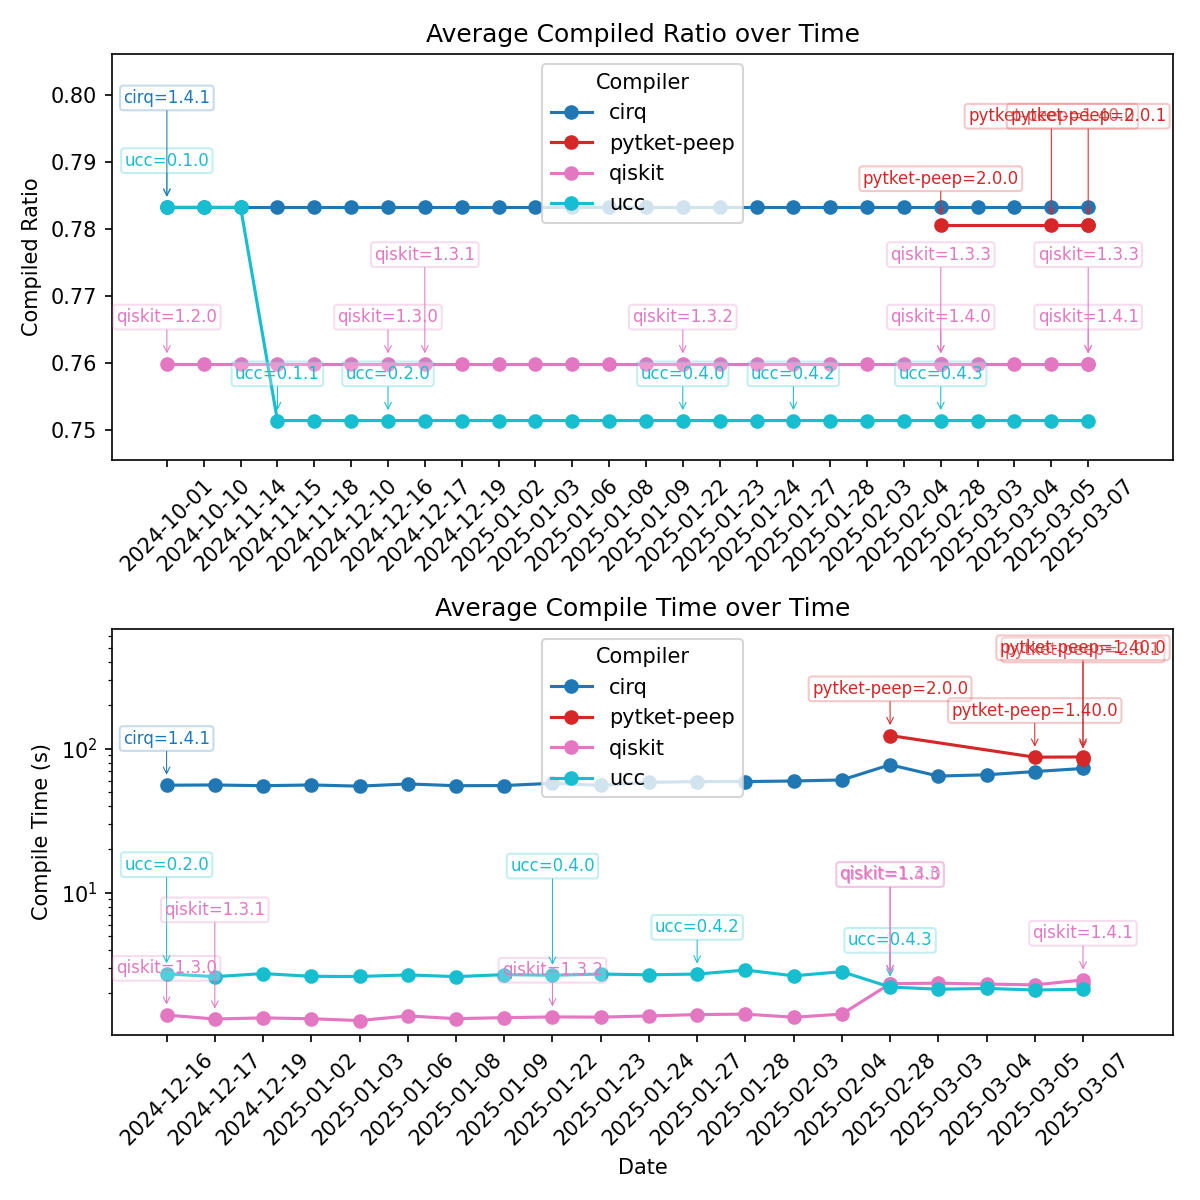 Average Compiled Ratio over Time
Compiled Ratio
0.80
0.79
0.78
0.77
0.76
0.75
Compiler
cirq
pytket-peep
qiskit
ucc
cirq=1.4.1
ucc=0.1.0
pytket-peep=2.0.1
pytket-peep=2.0.0
qiskit=1.3.1
qiskit=1.3.3
qiskit=1.3.3
qiskit=1.2.0
qiskit=1.3.0
qiskit=1.3.2
qiskit=1.4.0
qiskit=1.4.1
ucc=0.1.1
ucc=0.2.0
ucc=0.4.0
ucc=0.4.2
ucc=0.4.3
2024-10-01
2024-10-10
2024-11-14
2024-11-15
2024-11-18
2024-12-10
2024-12-16
2024-12-17
2024-12-19
2025-01-02
2025-01-03
2025-01-06
2025-01-08
2025-01-09
2025-01-22
2025-01-23
2025-01-24
2025-01-27
2025-01-28
2025-02-03
2025-02-04
2025-02-28
2025-03-03
2025-03-04
2025-03-05
2025-03-07
Average Compile Time over Time
Compile Time (s)
10²
10¹
Compiler
cirq
pytket-peep
qiskit
ucc
pytket-peep=1.40.0
pytket-peep=2.0.0
pytket-peep=1.40.0
cirq=1.4.1
ucc=0.2.0
ucc=0.4.0
qiskit=1.3.3
qiskit=1.3.1
ucc=0.4.2
ucc=0.4.3
qiskit=1.4.1
qiskit=1.3.0
qiskit=1.3.2
2024-12-16
2024-12-17
2024-12-19
2025-01-02
2025-01-03
2025-01-06
2025-01-08
2025-01-09
2025-01-22
2025-01-23
2025-01-24
2025-01-27
2025-01-28
2025-02-03
2025-02-04
2025-02-28
2025-03-03
2025-03-04
2025-03-05
2025-03-07
Date